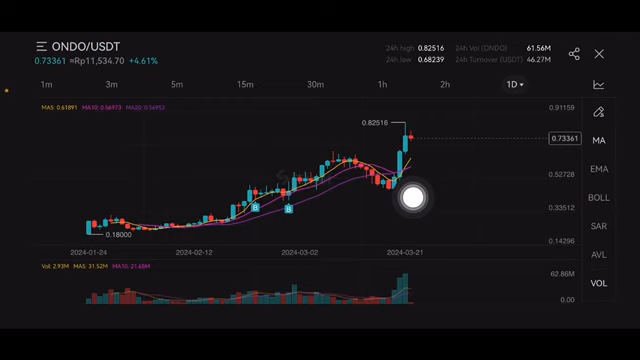 ONDO/USDT
0.73361 ≈Rp11,534.70 +4.61%
24h high 0.82516 24h Vol (ONDO) 61.56M
24h low 0.68239 24h Turnover (USDT) 46.27M
1m 3m 5m 15m 30m 1h 2h 1D
MA5: 0.61891 MA10: 0.56973 MA20: 0.56952
0.91159
0.82516
0.73361
MA
0.52728
EMA
BOLL
B B
0.33512
0.18000
SAR
0.14296
2024-01-24 2024-02-12 2024-03-02 2024-03-21
AVL
Vol: 2.93M MA5: 31.52M MA10: 21.65M
62.86M
VOL
0.00